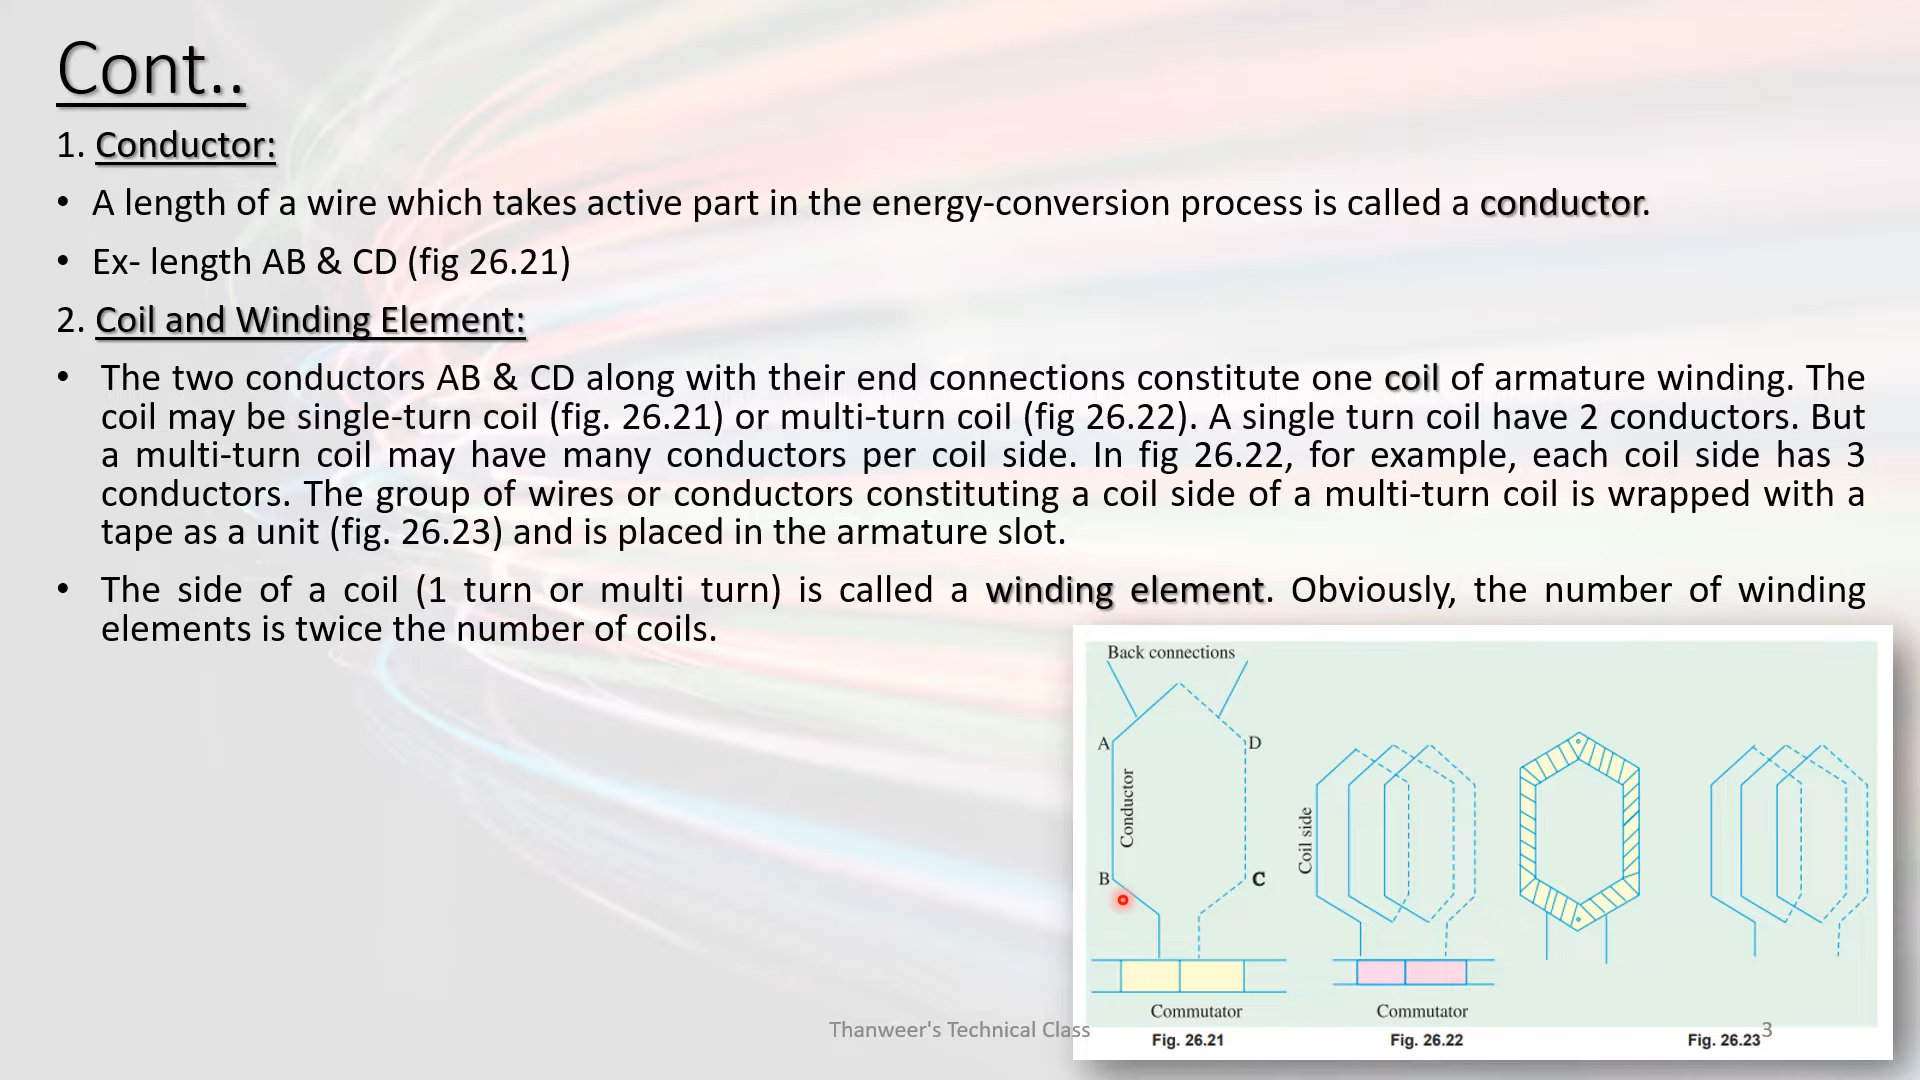 Cont..
1. Conductor:
• A length of a wire which takes active part in the energy-conversion process is called a conductor.
• Ex- length AB & CD (fig 26.21)
2. Coil and Winding Element:
• The two conductors AB & CD along with their end connections constitute one coil of armature winding. The
coil may be single-turn coil (fig. 26.21) or multi-turn coil (fig 26.22). A single turn coil have 2 conductors. But
a multi-turn coil may have many conductors per coil side. In fig 26.22, for example, each coil side has 3
conductors. The group of wires or conductors constituting a coil side of a multi-turn coil is wrapped with a
tape as a unit (fig. 26.23) and is placed in the armature slot.
• The side of a coil (1 turn or multi turn) is called a winding element. Obviously, the number of winding
elements is twice the number of coils.
Back connections
A
D
Conductor
Coil side
B
C
Commutator
Commutator
Fig. 26.21
Fig. 26.22
Fig. 26.23
Thanweer's Technical Class
3